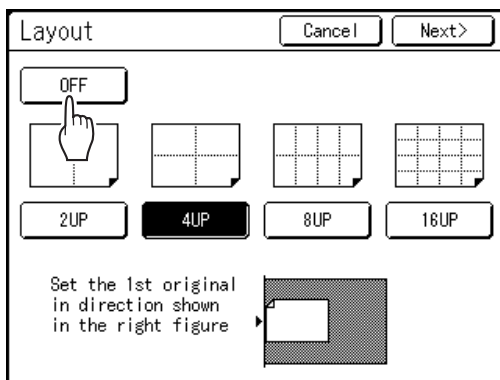 Layout
Cancel
Next>
OFF
2UP
4UP
8UP
16UP
Set the 1st original
in direction shown
in the right figure